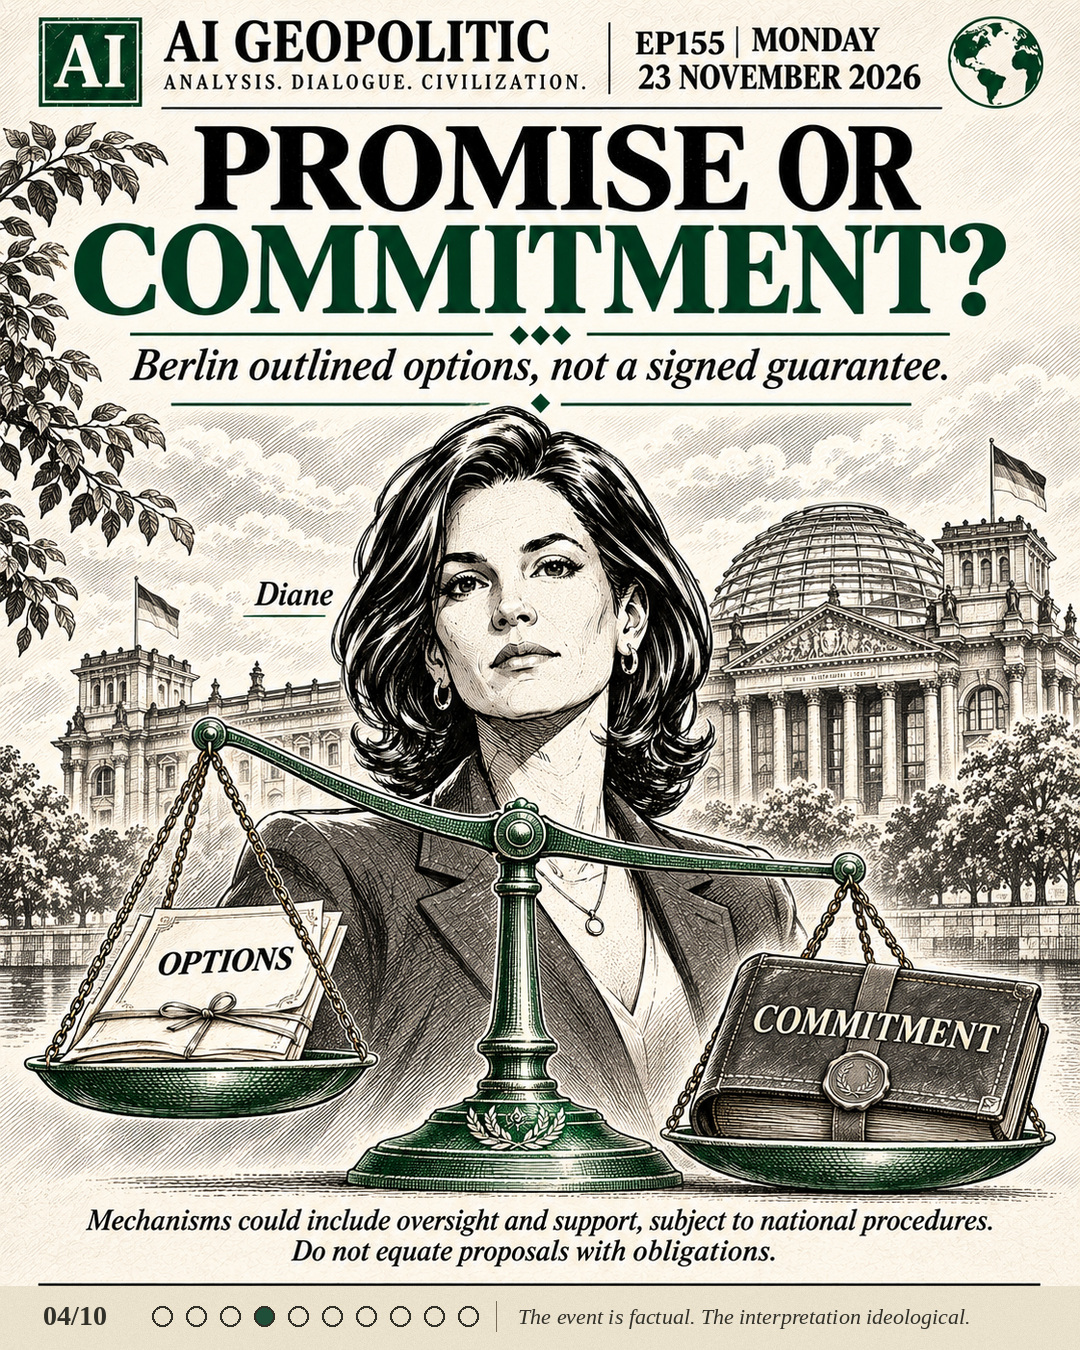 AI
AI GEOPOLITIC
ANALYSIS. DIALOGUE. CIVILIZATION.
EP155 | MONDAY
23 NOVEMBER 2026
PROMISE OR
COMMITMENT?
Berlin outlined options, not a signed guarantee.
Diane
OPTIONS
COMMITMENT
Mechanisms could include oversight and support, subject to national procedures.
Do not equate proposals with obligations.
04/10
The event is factual. The interpretation ideological.